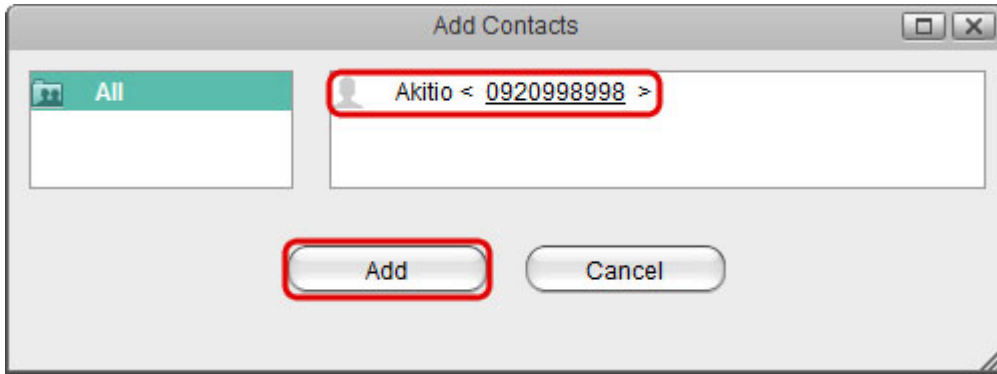 Add Contacts
All
Akitio < 0920998998 >
Add
Cancel